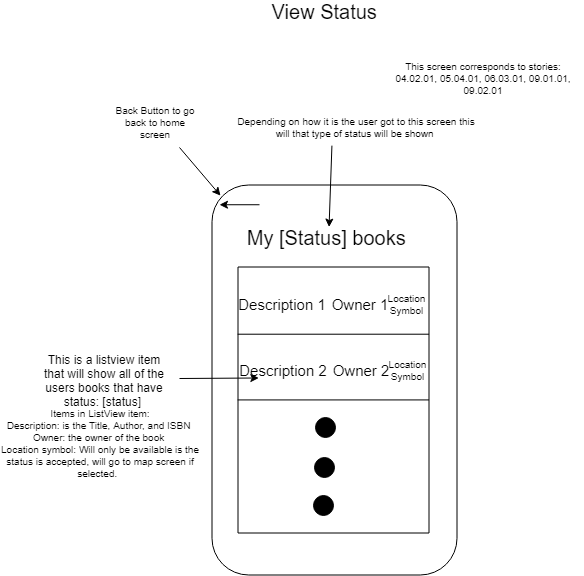 View Status
This screen corresponds to stories:
04.02.01, 05.04.01, 06.03.01, 09.01.01,
09.02.01
Back Button to go
back to home
screen
Depending on how it is the user got to this screen this
will that type of status will be shown
My [Status] books
Description 1 Owner 1 Location
Symbol
Description 2 Owner 2 Location
Symbol
This is a listview item
that will show all of the
users books that have
status: [status]
Items in ListView item:
Description: is the Title, Author, and ISBN
Owner: the owner of the book
Location symbol: Will only be available is the
status is accepted, will go to map screen if
selected.